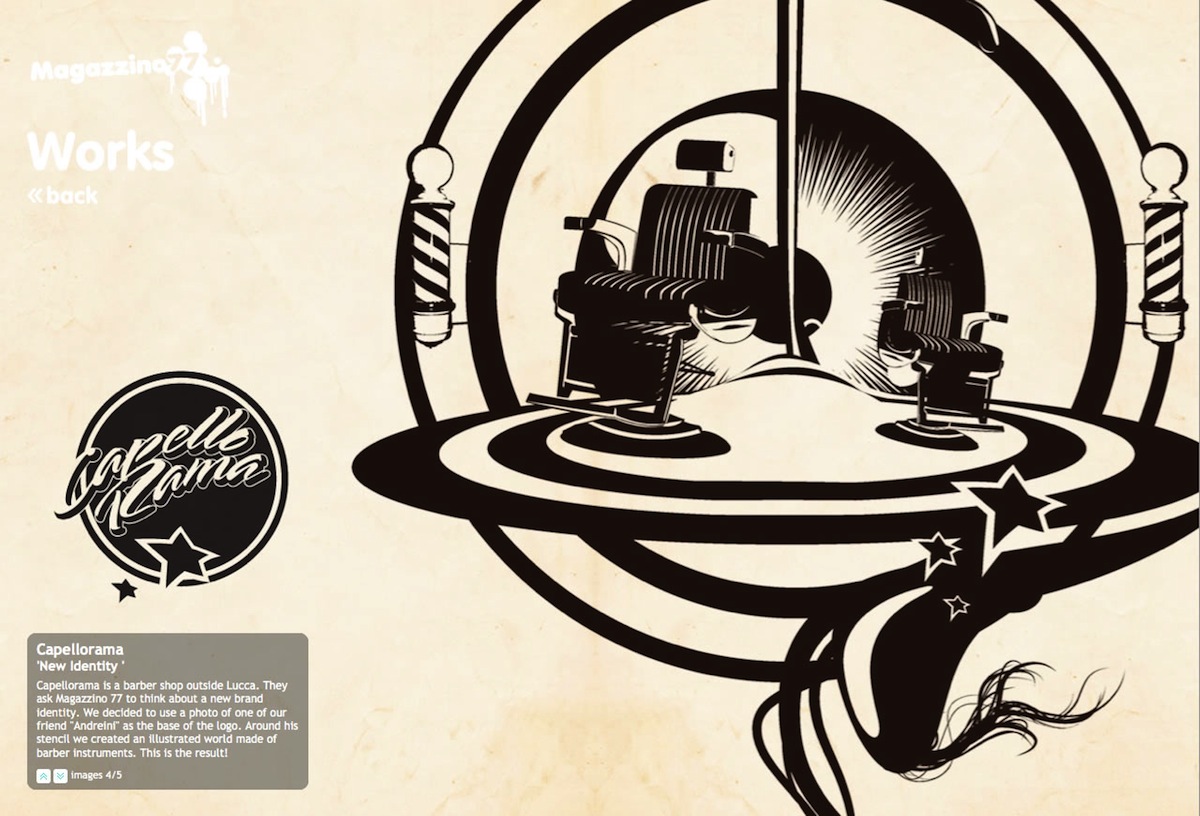 Magazzino77
Works
«back
Capello
rama
Capellorama
'New Identity '
Capellorama is a barber shop outside Lucca. They
ask Magazzino 77 to think about a new brand
identity. We decided to use a photo of one of our
friend "Andreini" as the base of the logo. Around his
stencil we created an illustrated world made of
barber instruments. This is the result!
images 4/5